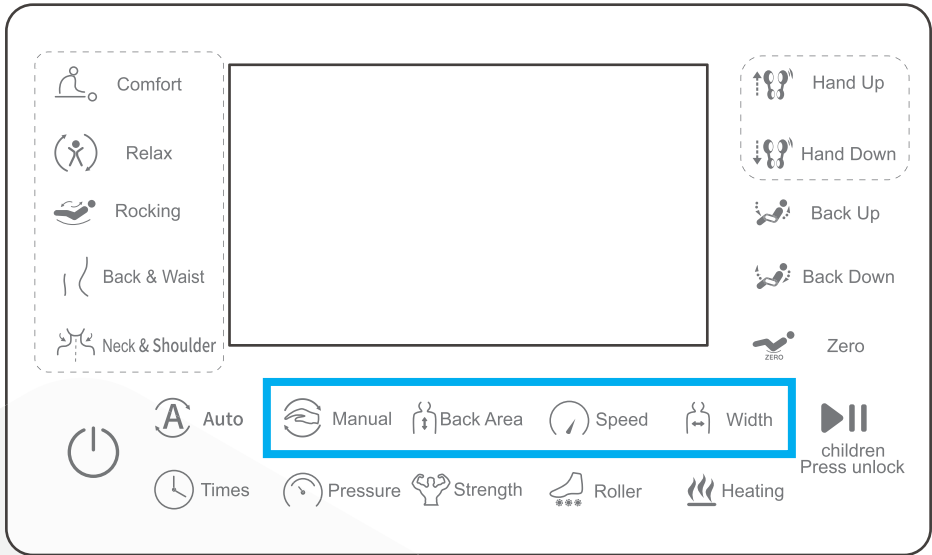 Comfort
Relax
Rocking
Back & Waist
Neck & Shoulder
Hand Up
Hand Down
Back Up
Back Down
ZERO
Zero
A Auto
Manual
Back Area
Speed
Width
children
Press unlock
Times
Pressure
Strength
Roller
Heating